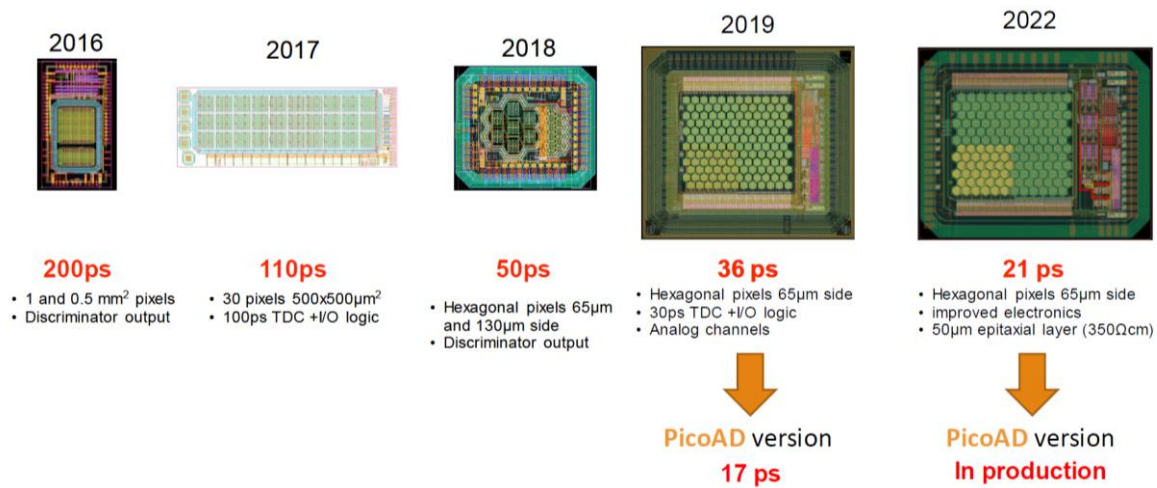 2016
200ps
• 1 and 0.5 mm² pixels
• Discriminator output
2017
110ps
• 30 pixels 500x500µm²
• 100ps TDC +I/O logic
2018
50ps
• Hexagonal pixels 65µm
and 130µm side
• Discriminator output
2019
36 ps
• Hexagonal pixels 65µm side
• 30ps TDC +I/O logic
• Analog channels
PicoAD version
17 ps
2022
21 ps
• Hexagonal pixels 65µm side
• improved electronics
• 50µm epitaxial layer (350Ωcm)
PicoAD version
In production